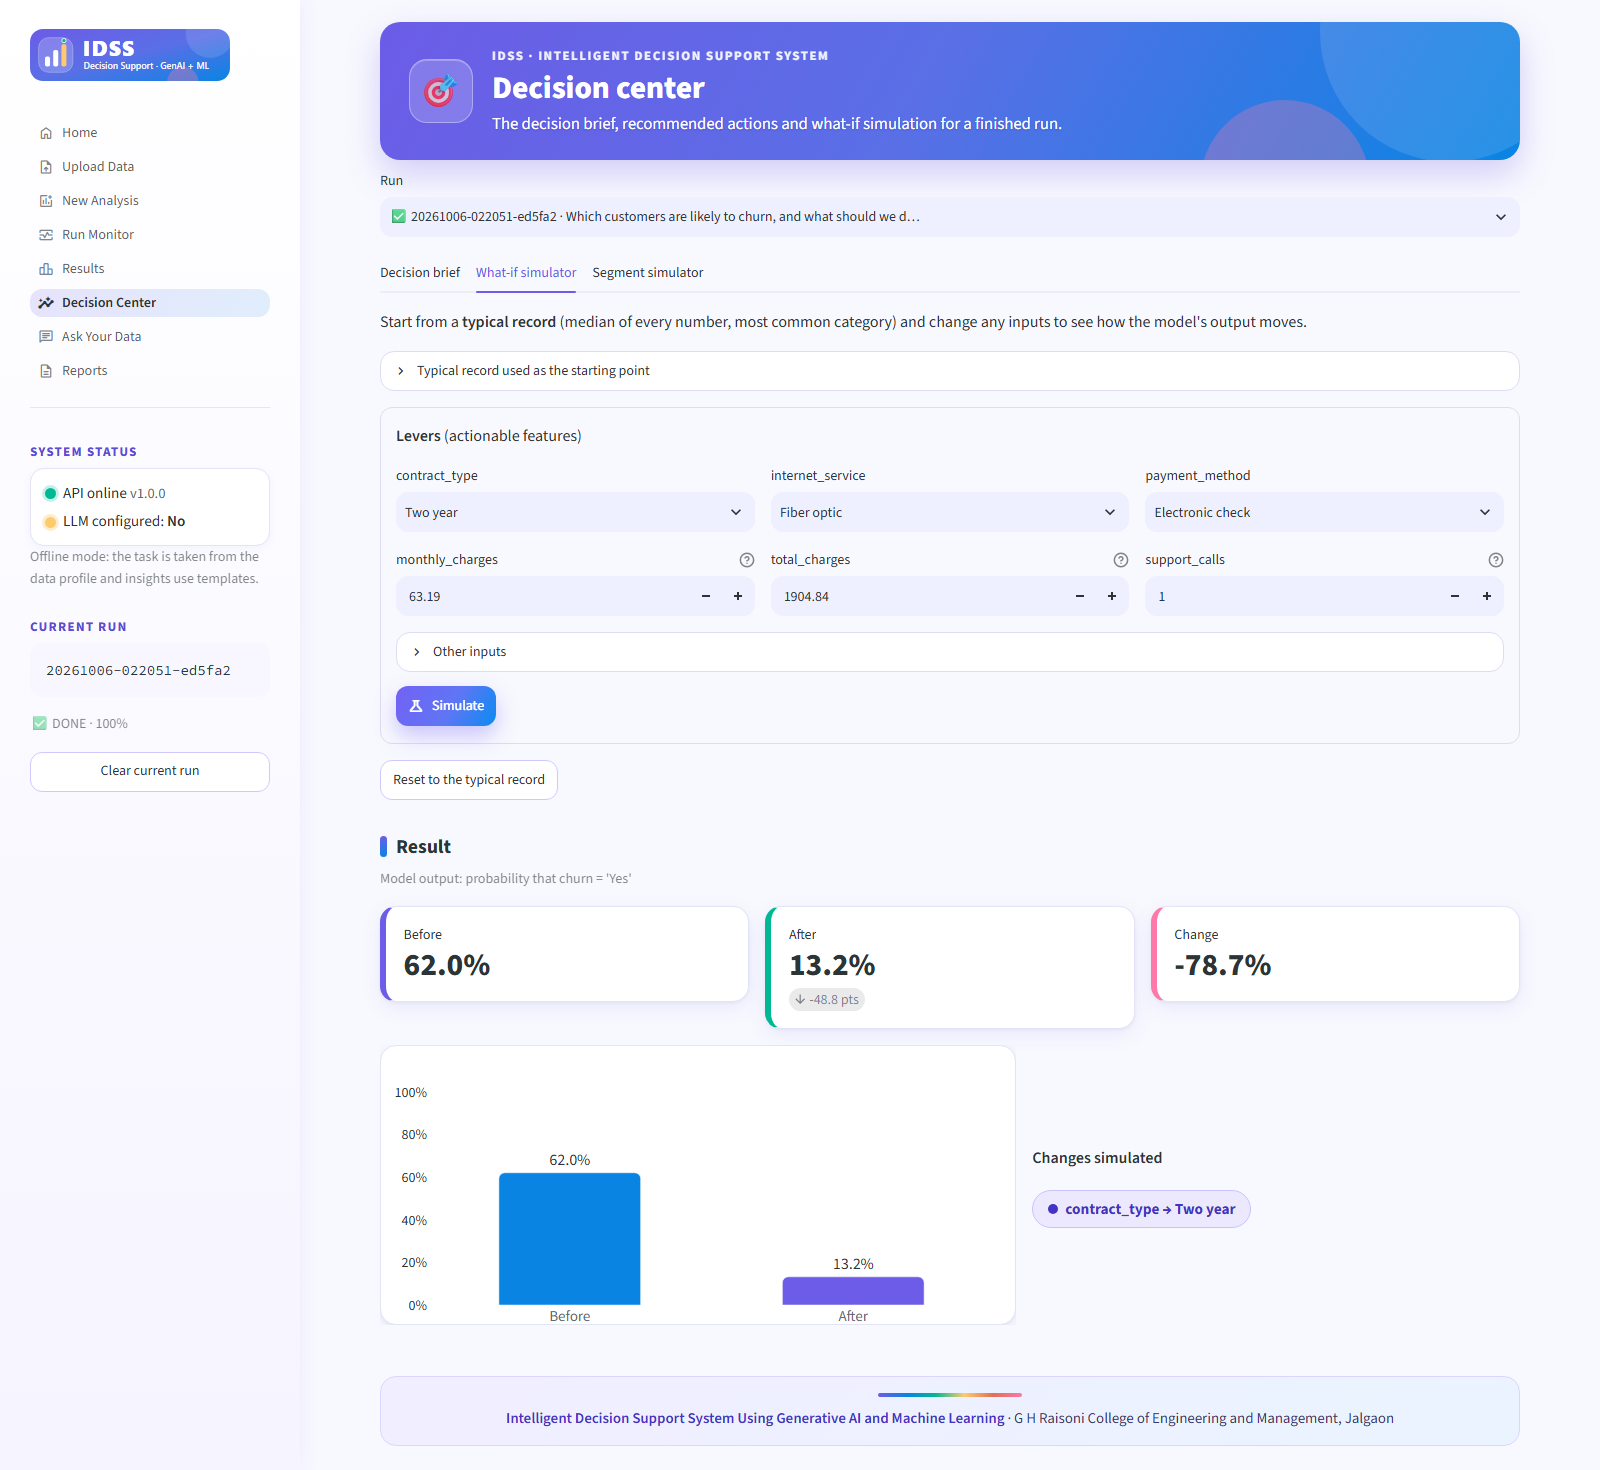 IDSS
Decision Support · GenAI + ML
Home
Upload Data
New Analysis
Run Monitor
Results
Decision Center
Ask Your Data
Reports
SYSTEM STATUS
API online v1.0.0
LLM configured: No
Offline mode: the task is taken from the
data profile and insights use templates.
CURRENT RUN
20261006-022051-ed5fa2
DONE · 100%
Clear current run
IDSS · INTELLIGENT DECISION SUPPORT SYSTEM
Decision center
The decision brief, recommended actions and what-if simulation for a finished run.
Run
20261006-022051-ed5fa2 · Which customers are likely to churn, and what should we d…
Decision brief What-if simulator Segment simulator
Start from a typical record (median of every number, most common category) and change any inputs to see how the model's output moves.
Typical record used as the starting point
Levers (actionable features)
contract_type internet_service payment_method
Two year Fiber optic Electronic check
monthly_charges total_charges support_calls
63.19 1904.84 1
Other inputs
Simulate
Reset to the typical record
Result
Model output: probability that churn = 'Yes'
Before After Change
62.0% 13.2% -78.7%
↓ -48.8 pts
100%
80%
60%
40%
20%
0%
62.0%
13.2%
Before After
Changes simulated
contract_type → Two year
Intelligent Decision Support System Using Generative AI and Machine Learning · G H Raisoni College of Engineering and Management, Jalgaon